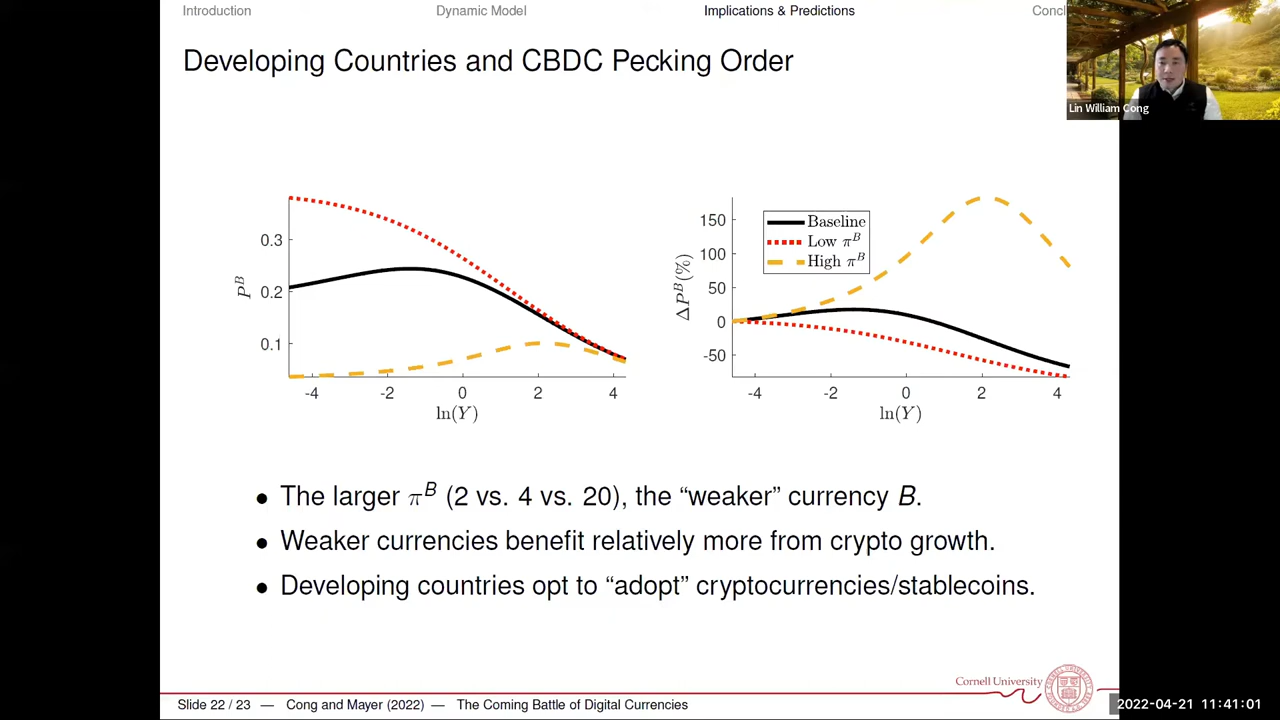 Introduction Dynamic Model Implications & Predictions Concl
Lin William Cong
Developing Countries and CBDC Pecking Order
0.3
0.2
0.1
P^B
-4 -2 0 2 4
ln(Y)
150
100
50
0
-50
ΔP^B(%)
Baseline
Low π^B
High π^B
-4 -2 0 2 4
ln(Y)
• The larger π^B (2 vs. 4 vs. 20), the “weaker” currency B.
• Weaker currencies benefit relatively more from crypto growth.
• Developing countries opt to “adopt” cryptocurrencies/stablecoins.
Cornell University
Slide 22 / 23 — Cong and Mayer (2022) — The Coming Battle of Digital Currencies
2022-04-21 11:41:01